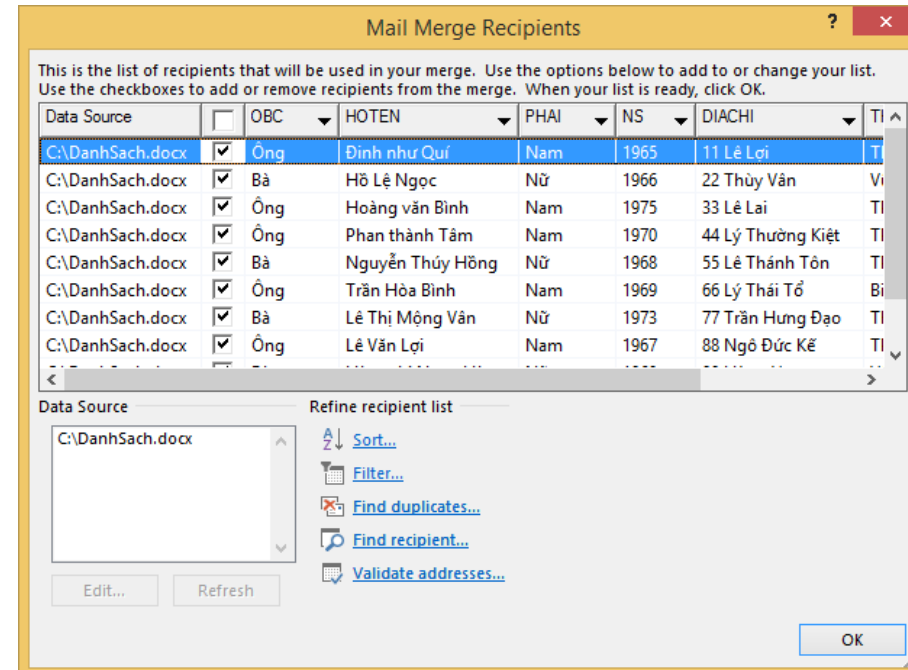 Mail Merge Recipients
?
×
This is the list of recipients that will be used in your merge. Use the options below to add to or change your list.
Use the checkboxes to add or remove recipients from the merge. When your list is ready, click OK.
Data Source OBC HOTEN PHAI NS DIACHI
C:\DanhSach.docx Ông Đinh như Quí Nam 1965 11 Lê Lợi
C:\DanhSach.docx Bà Hồ Lệ Ngọc Nữ 1966 22 Thùy Vân
C:\DanhSach.docx Ông Hoàng văn Bình Nam 1975 33 Lê Lai
C:\DanhSach.docx Ông Phan thành Tâm Nam 1970 44 Lý Thường Kiệt
C:\DanhSach.docx Bà Nguyễn Thúy Hồng Nữ 1968 55 Lê Thánh Tôn
C:\DanhSach.docx Ông Trần Hòa Bình Nam 1969 66 Lý Thái Tổ Bi
C:\DanhSach.docx Bà Lê Thị Mộng Vân Nữ 1973 77 Trần Hưng Đạo
C:\DanhSach.docx Ông Lê Văn Lợi Nam 1967 88 Ngô Đức Kế
Data Source
C:\DanhSach.docx
Edit... Refresh
Refine recipient list
Sort...
Filter...
Find duplicates...
Find recipient...
Validate addresses...
OK